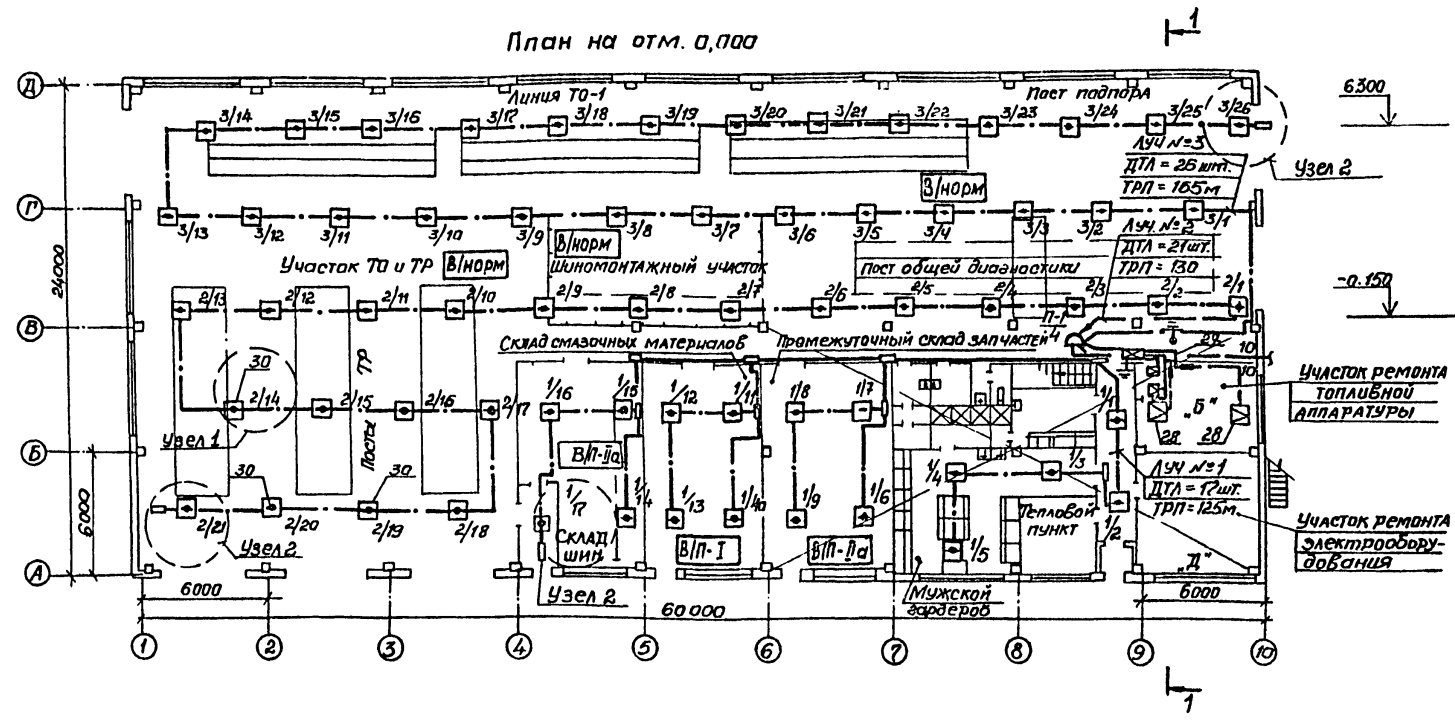 1
План на отм. 0,000
Д
Линия ТО-1
Пост подпора
6300
3/14
3/15
3/16
3/17
3/18
3/19
3/20
3/21
3/22
3/23
3/24
3/25
3/26
Луч №3
ДТЛ = 26 шт.
ТРП = 165 м
Узел 2
В/норм
Г
3/13
3/12
3/11
3/10
3/9
3/8
3/7
3/6
3/5
3/4
3/3
3/2
3/1
Луч №2
ДТЛ = 21 шт.
ТРП = 130
В/норм
Участок ТО и ТР
В/норм
Шиномонтажный участок
Пост общей диагностики
24000
-0.150
2/13
2/12
2/11
2/10
2/9
2/8
2/7
2/6
2/5
2/4
2/3
2/2
2/1
В
Склад смазочных материалов
Промежуточный склад запчастей
29
10
10
30
Посты ТР
2/14
2/15
2/16
2/17
1/16
1/15
1/12
1/11
1/8
1/7
1/1
„Б"
28
28
Участок ремонта
топливной
аппаратуры
Узел 1
Б
В/П-IIа
30
30
6000
2/21
2/20
2/19
2/18
1/17
1/14
1/13
1/10
1/9
1/6
1/4
1/3
1/2
1/5
Луч №1
ДТЛ = 17 шт.
ТРП = 125 м
Узел 2
Склад
шин
В/П-I
В/П-IIа
Тепловой
пункт
Участок ремонта
электрообору-
дования
А
„Д"
Узел 2
Мужской
гардероб
6000
60000
6000
1
2
3
4
5
6
7
8
9
10
1